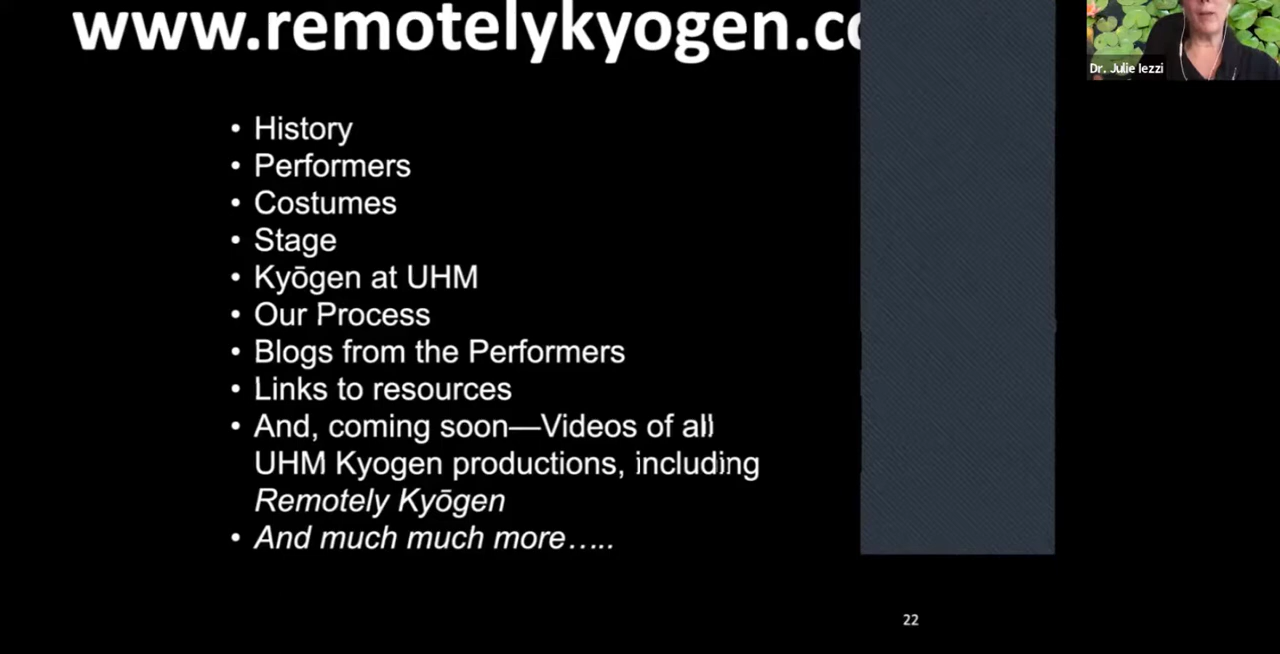 www.remotelykyogen.co
Dr. Julie Iezzi
• History
• Performers
• Costumes
• Stage
• Kyōgen at UHM
• Our Process
• Blogs from the Performers
• Links to resources
• And, coming soon—Videos of all
UHM Kyogen productions, including
Remotely Kyōgen
• And much much more…..
22